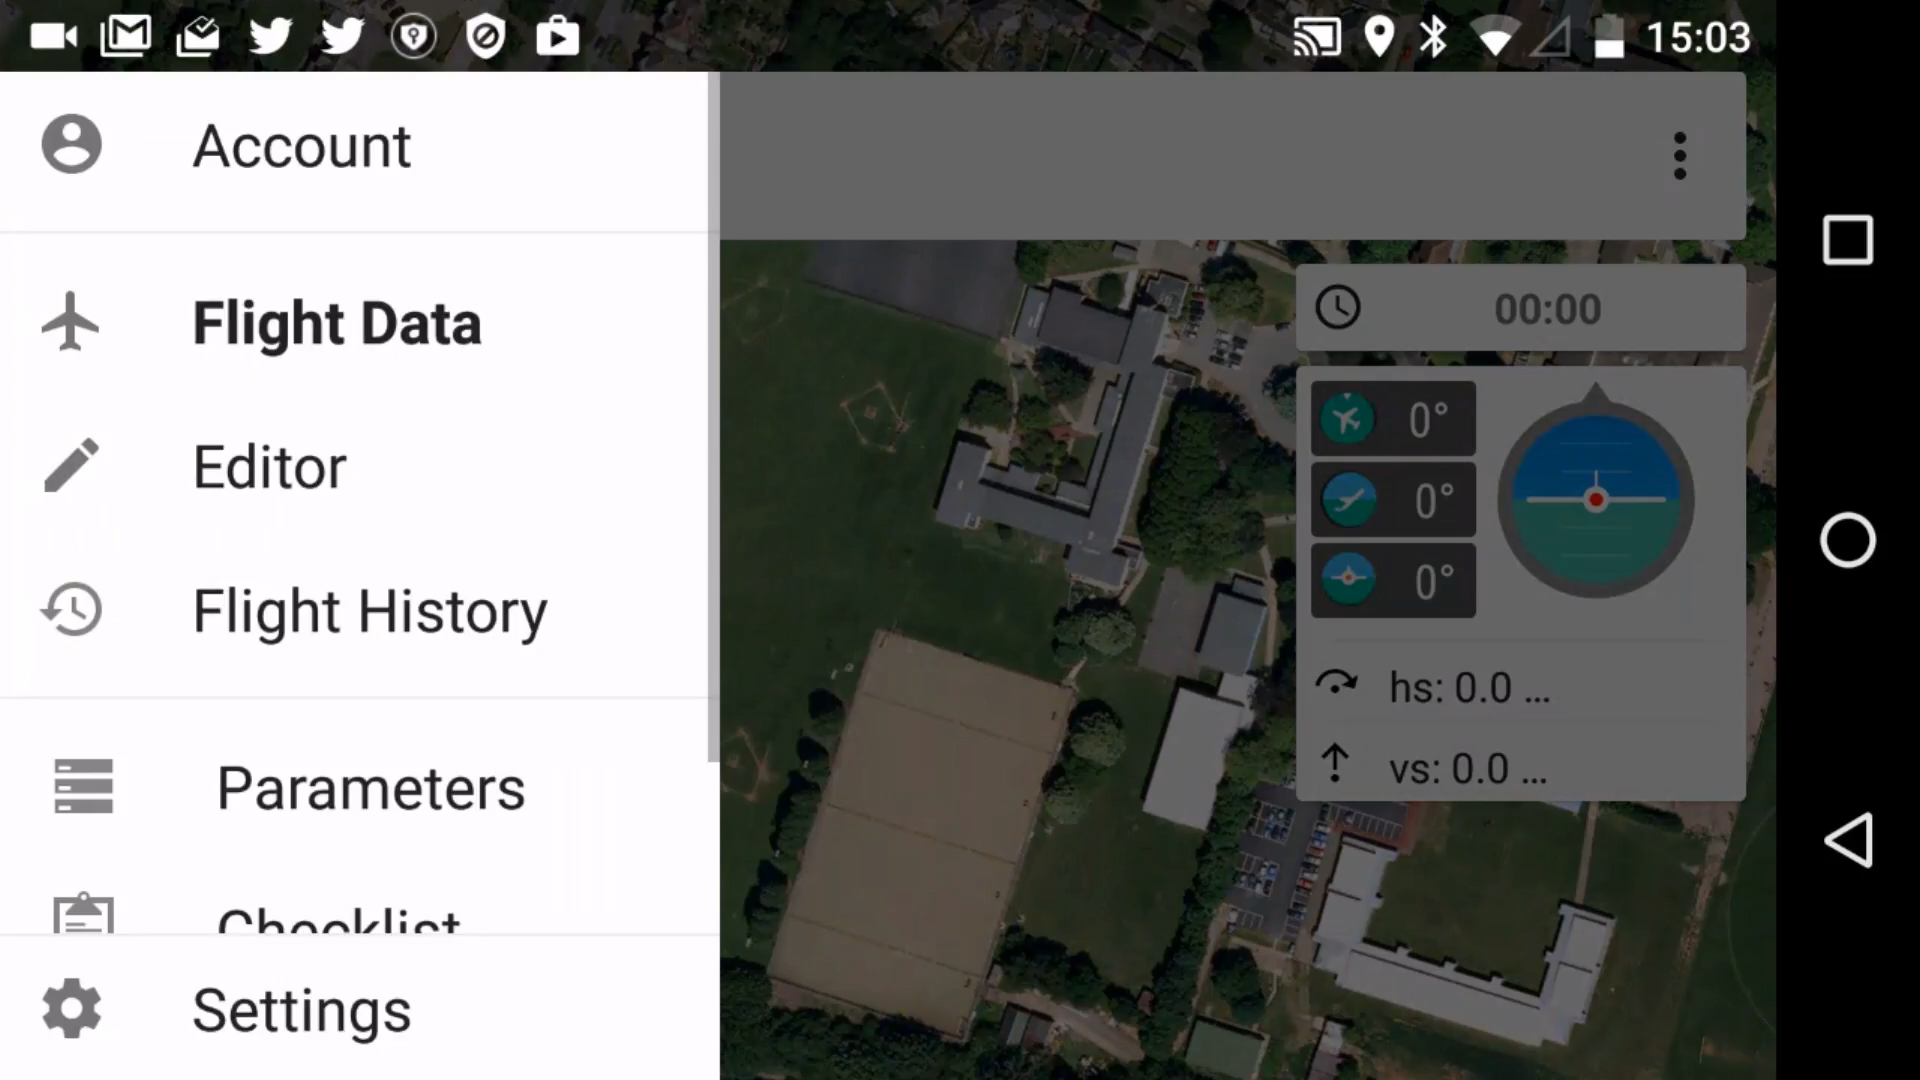 15:03
Account
Flight Data
Editor
Flight History
Parameters
Checklist
Settings
00:00
0°
0°
0°
hs: 0.0 ...
vs: 0.0 ...